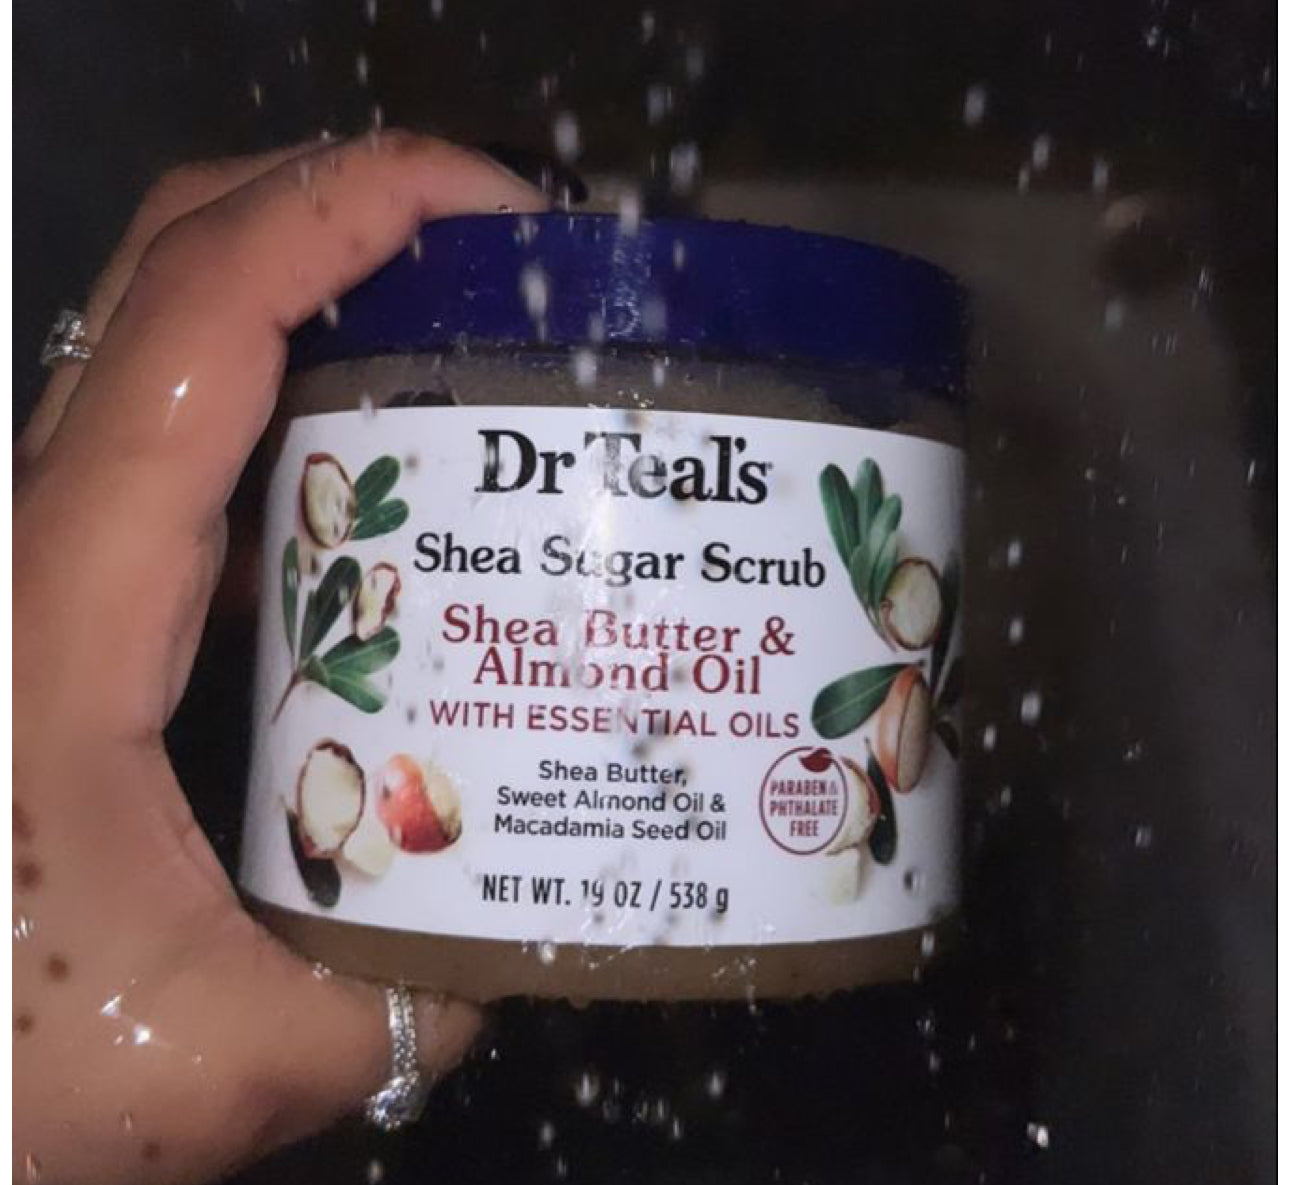 Dr Teal's
Shea Sugar Scrub
Shea Butter &
Almond Oil
WITH ESSENTIAL OILS
Shea Butter,
Sweet Almond Oil &
Macadamia Seed Oil
PARABEN &
PHTHALATE
FREE
NET WT. 19 OZ / 538 g